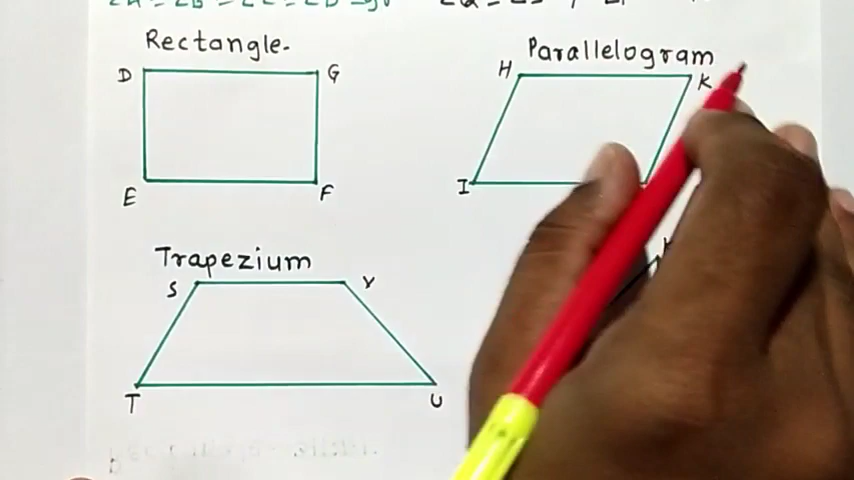 Rectangle.
Parallelogram
D G
H K
E F
I
Trapezium
S V
T U